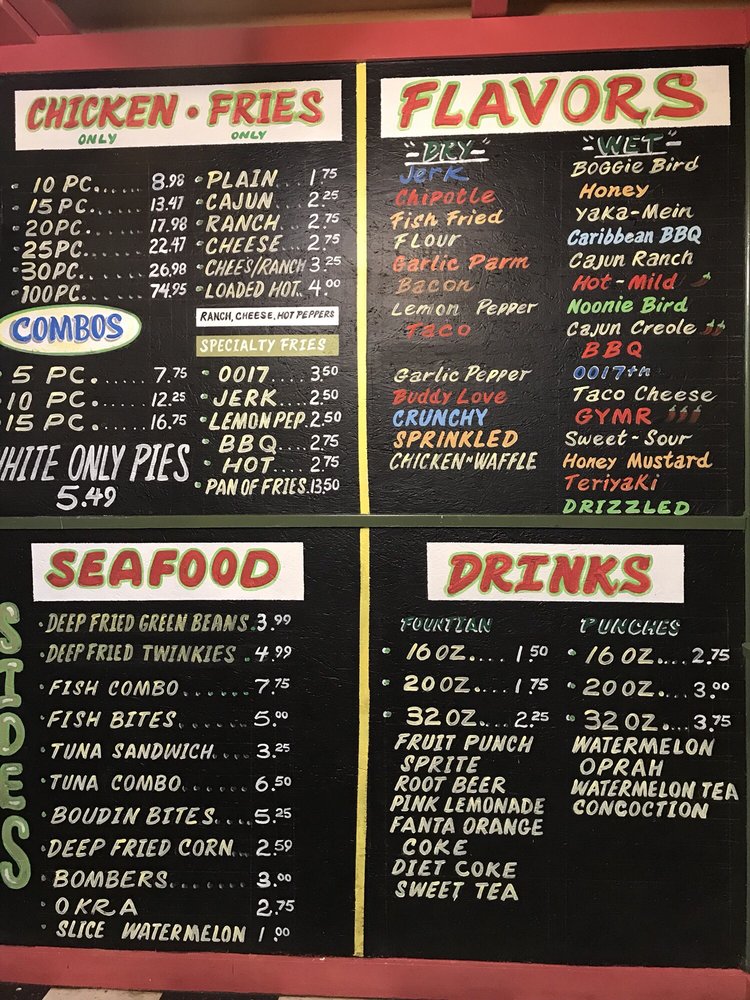 CHICKEN • FRIES
ONLY ONLY
10 PC...... 8.98
15 PC..... 13.47
20 PC..... 17.98
25 PC..... 22.47
30 PC..... 26.98
100 PC..... 74.95
PLAIN... 1.75
CAJUN.... 2.25
RANCH... 2.75
CHEESE... 2.75
CHEES/RANCH 3.25
LOADED HOT.. 4.00
RANCH, CHEESE, HOT PEPPERS
COMBOS
5 PC....... 7.75
10 PC...... 12.25
15 PC...... 16.75
WHITE ONLY PIES
5.49
SPECIALTY FRIES
0017.... 3.50
JERK.... 2.50
LEMON PEP. 2.50
BBQ.... 2.75
HOT.... 2.75
PAN OF FRIES. 13.50
FLAVORS
DRY
Jerk
Chipotle
Fish Fried
Flour
Garlic Parm
Bacon
Lemon Pepper
Taco
Garlic Pepper
Buddy Love
CRUNCHY
SPRINKLED
CHICKEN~WAFFLE
WET
BOGGie Bird
Honey
YaKa-Mein
Caribbean BBQ
Cajun Ranch
Hot-Mild
Noonie Bird
Cajun Creole
BBQ
0017th
Taco Cheese
GYMR
Sweet-Sour
Honey Mustard
TeriyaKi
DRIZZLED
SEAFOOD
SIDES
DEEP FRIED GREEN BEANS. 3.99
DEEP FRIED TWINKIES.. 4.99
FISH COMBO....... 7.75
FISH BITES...... 5.00
TUNA SANDWICH.... 3.25
TUNA COMBO...... 6.50
BOUDIN BITES.... 5.25
DEEP FRIED CORN... 2.59
BOMBERS....... 3.00
OKRA 2.75
SLICE WATERMELON 1.00
DRINKS
FOUNTIAN
16 OZ.... 1.50
20 OZ.... 1.75
32 OZ.... 2.25
FRUIT PUNCH
SPRITE
ROOT BEER
PINK LEMONADE
FANTA ORANGE
COKE
DIET COKE
SWEET TEA
PUNCHES
16 OZ.... 2.75
20 OZ.... 3.00
32 OZ.... 3.75
WATERMELON
OPRAH
WATERMELON TEA
CONCOCTION